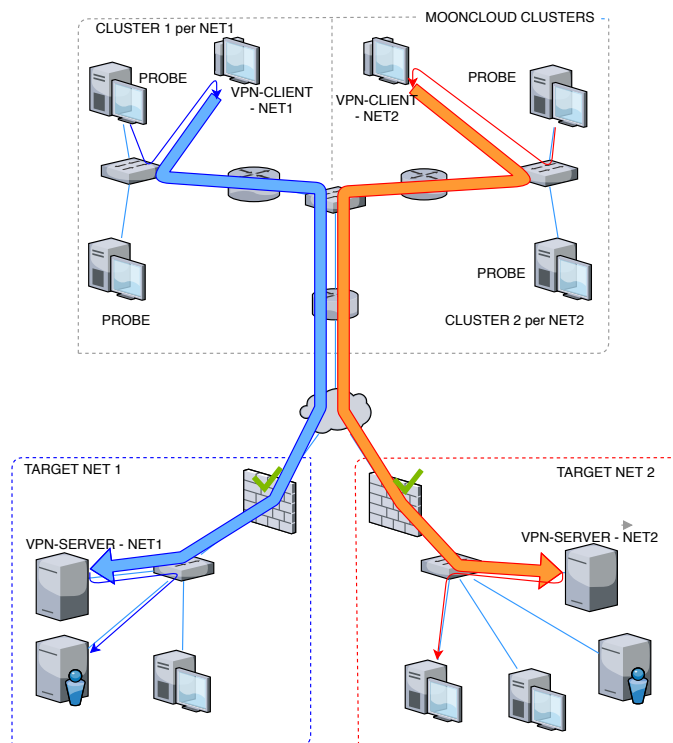 MOONCLOUD CLUSTERS
CLUSTER 1 per NET1
PROBE
VPN-CLIENT
- NET1
VPN-CLIENT
- NET2
PROBE
PROBE
PROBE
CLUSTER 2 per NET2
TARGET NET 1
TARGET NET 2
VPN-SERVER - NET1
VPN-SERVER - NET2